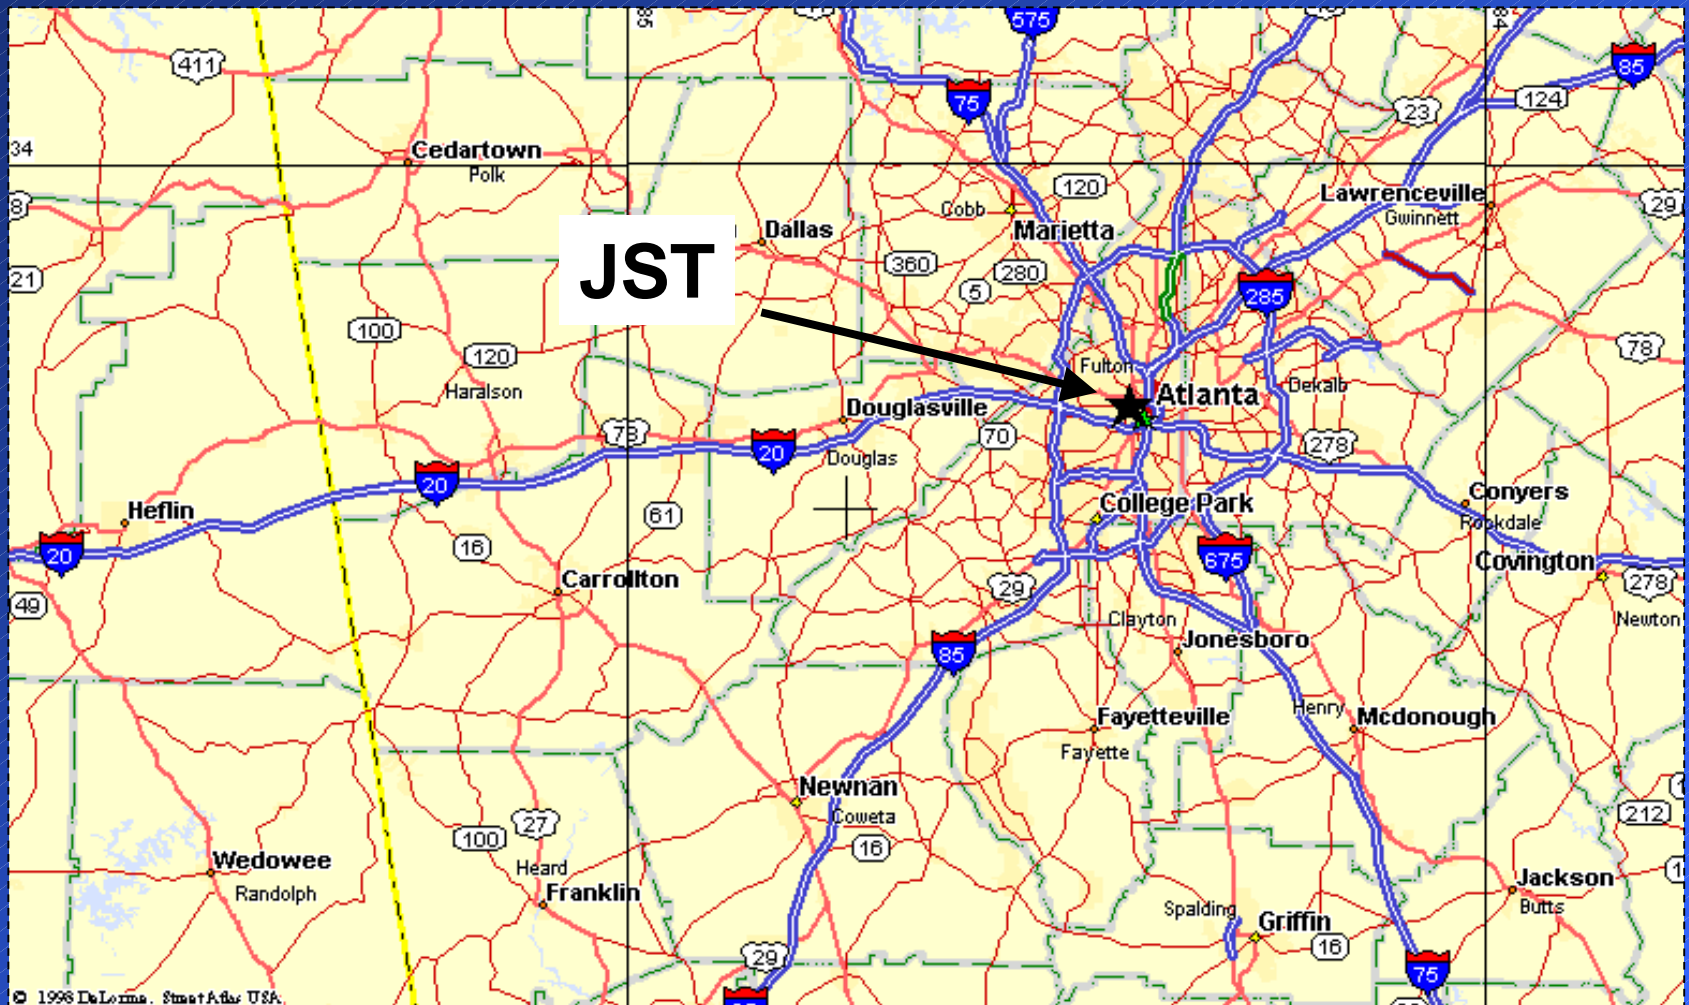 575
85
84
411
75
85
124
23
Cedartown
34
Polk
120
Lawrenceville
Cobb
Gwinnett
29
8
Dallas
Marietta
JST
360
280
21
5
285
100
120
78
Fulton
Haralson
Dekalb
Atlanta
Douglasville
78
70
278
20
Douglas
20
Conyers
Heflin
61
College Park
Rockdale
16
20
675
Covington
Carrollton
29
278
49
Clayton
Newton
Jonesboro
85
Henry
Mcdonough
Fayetteville
Fayette
Newnan
Coweta
27
212
100
16
Wedowee
Heard
Randolph
Franklin
Jackson
Butts
Spalding
Griffin
16
29
75
© 1996 DeLorme. Street Atlas USA